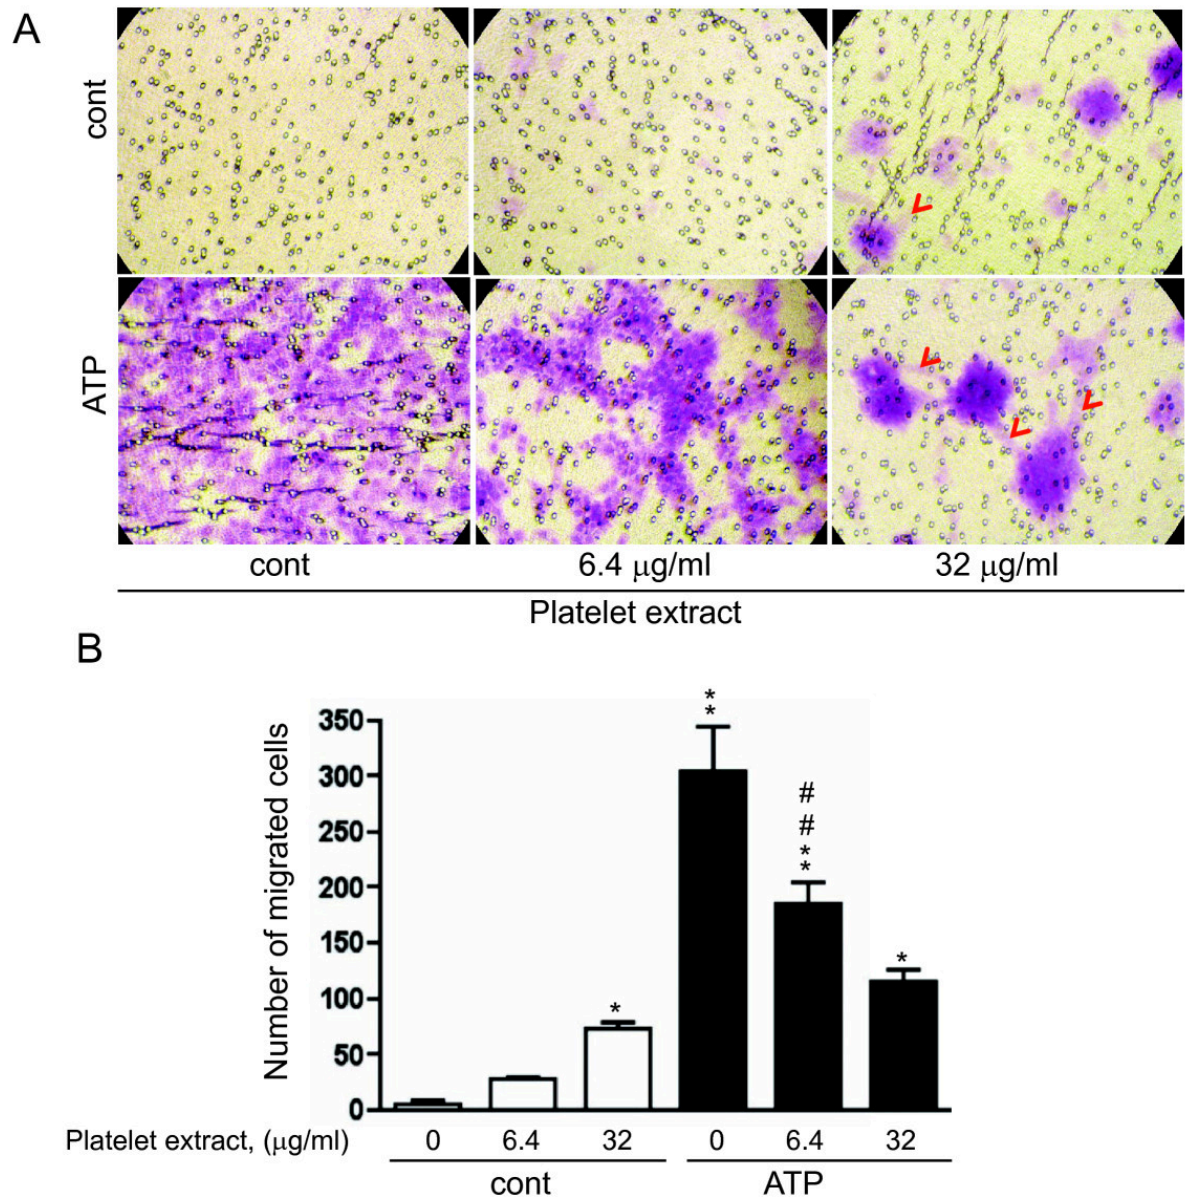 A
cont
ATP
cont 6.4 μg/ml 32 μg/ml
Platelet extract
B
Number of migrated cells
350
300
250
200
150
100
50
0
*
*
*
#
#
*
*
*
Platelet extract, (μg/ml) 0 6.4 32 0 6.4 32
cont ATP